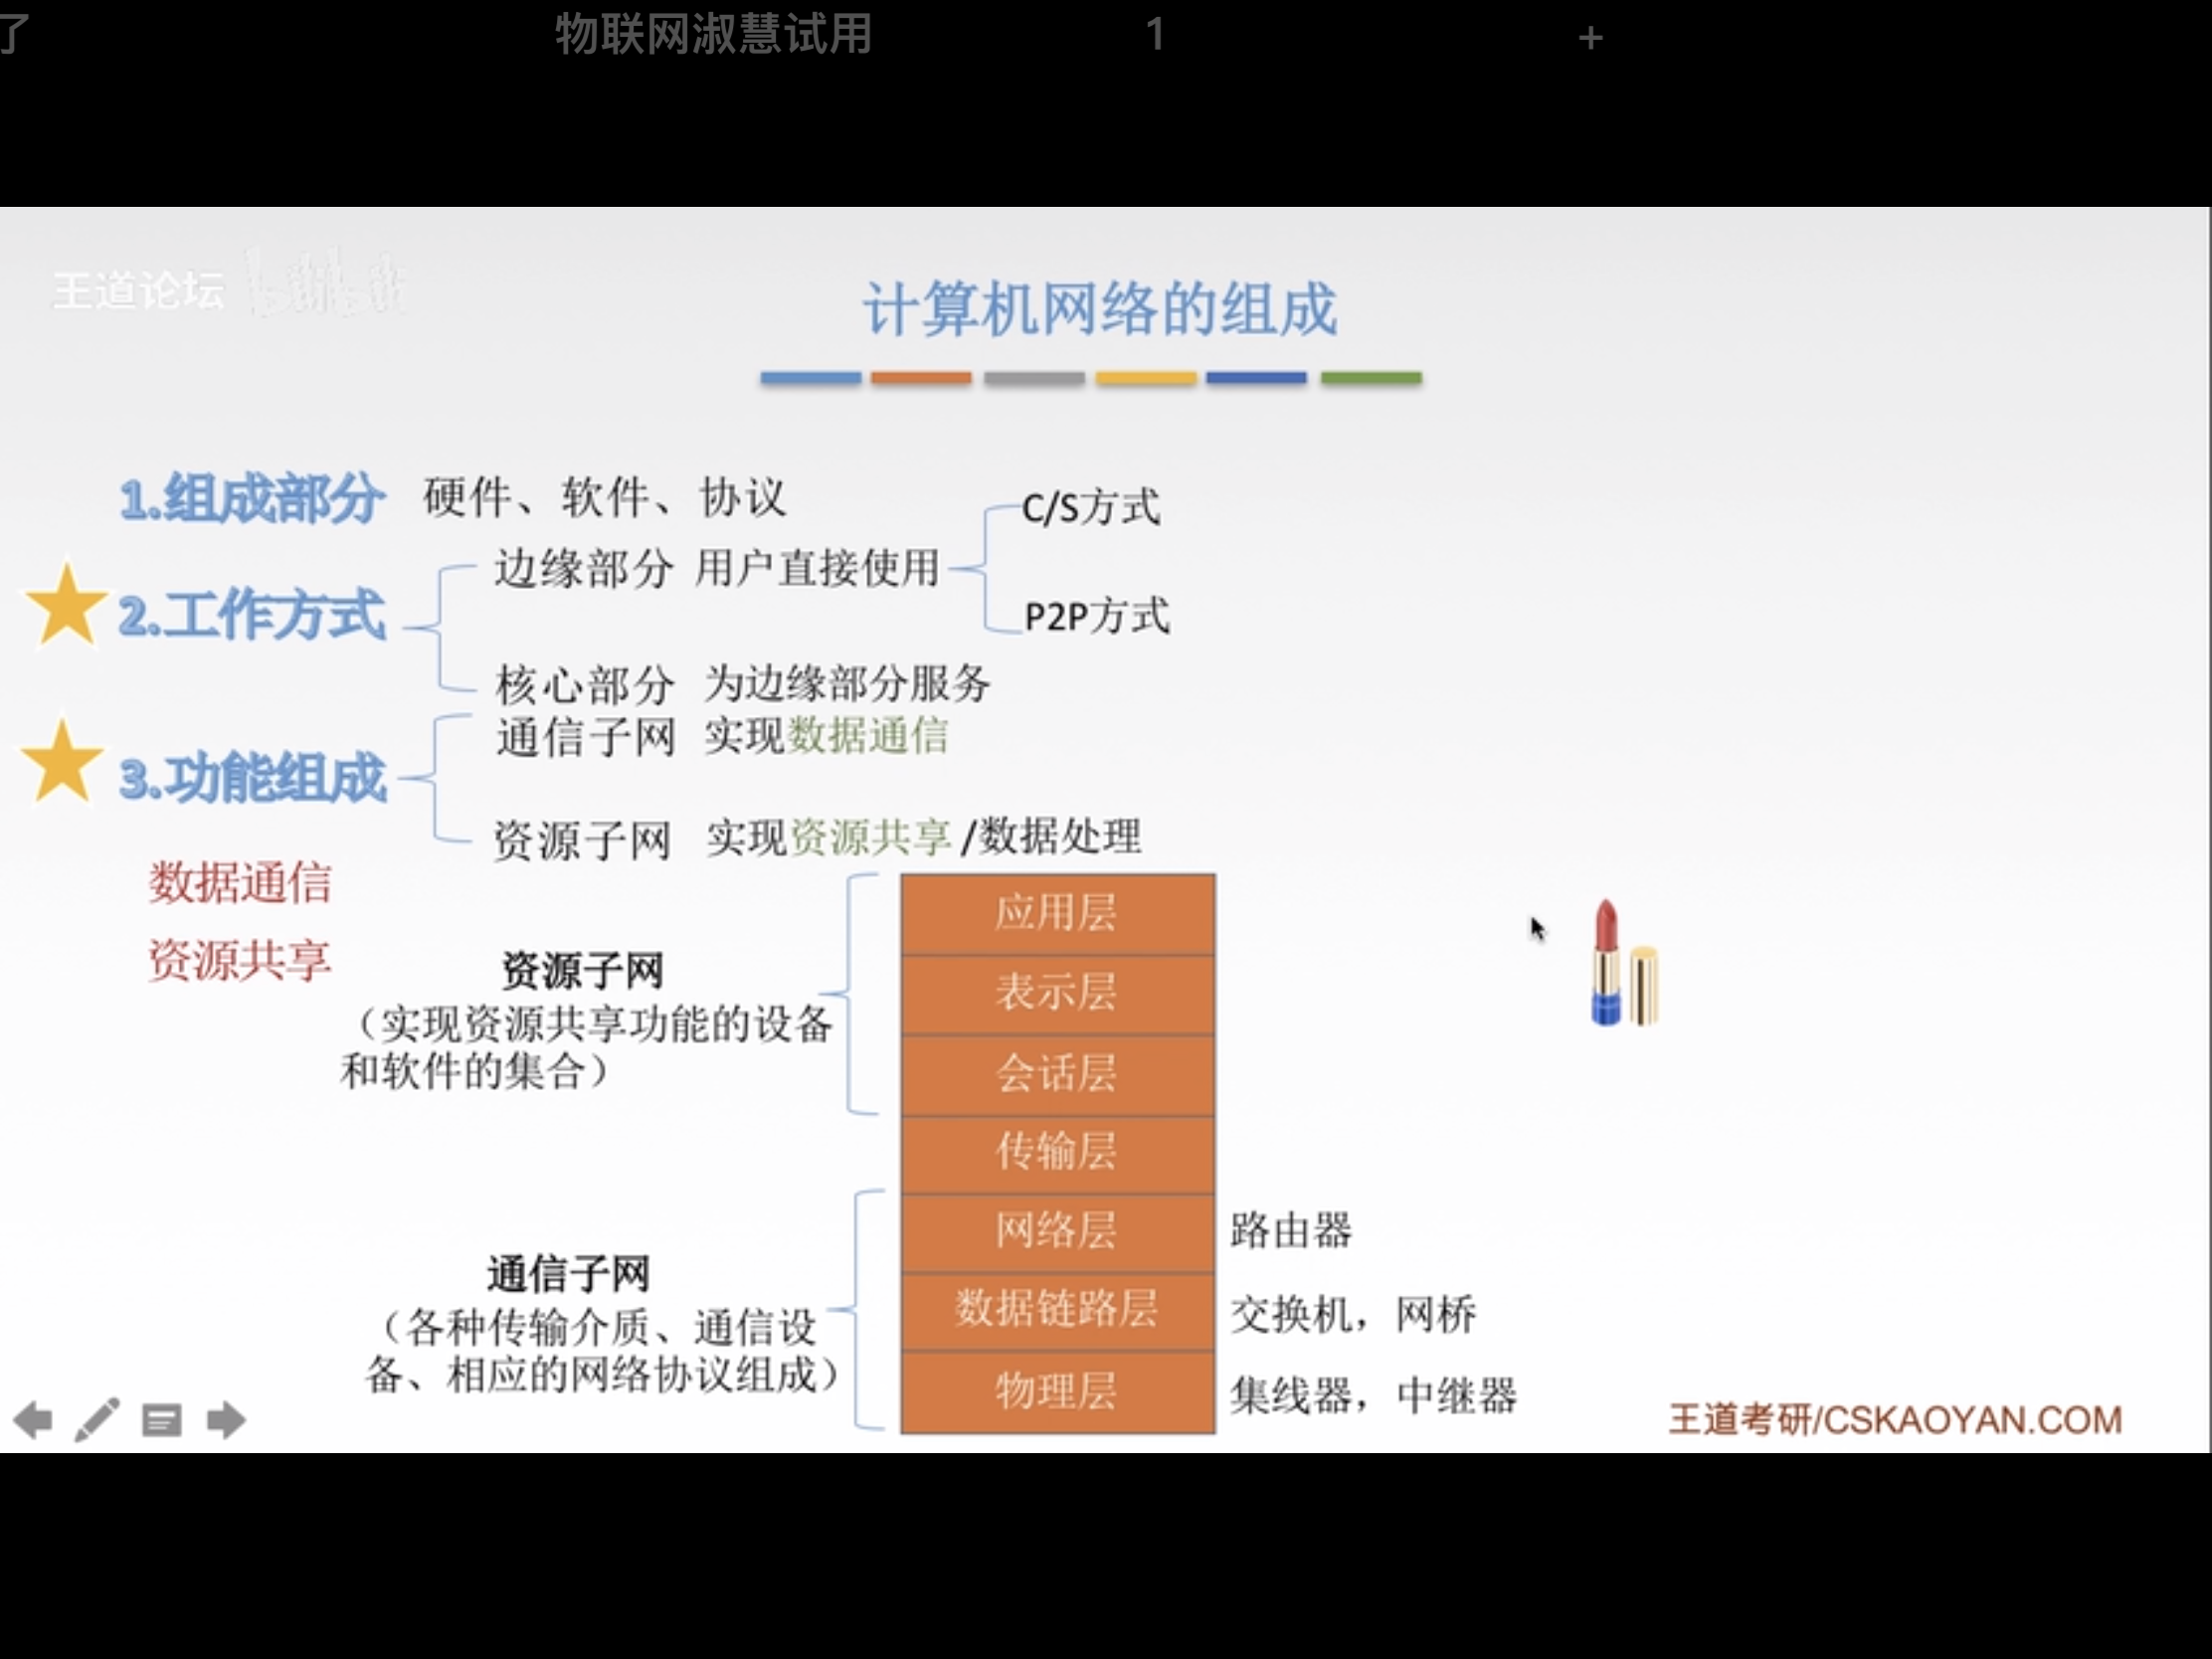 了 物联网淑慧试用 1 +
王道论坛 bilibili
计算机网络的组成
1.组成部分 硬件、软件、协议
C/S方式
边缘部分 用户直接使用
2.工作方式
P2P方式
核心部分 为边缘部分服务
通信子网 实现数据通信
3.功能组成
资源子网 实现资源共享/数据处理
数据通信
资源共享
应用层
资源子网
表示层
(实现资源共享功能的设备
和软件的集合)
会话层
传输层
网络层 路由器
通信子网
(各种传输介质、通信设
备、相应的网络协议组成)
数据链路层 交换机，网桥
物理层 集线器，中继器
王道考研/CSKAOYAN.COM